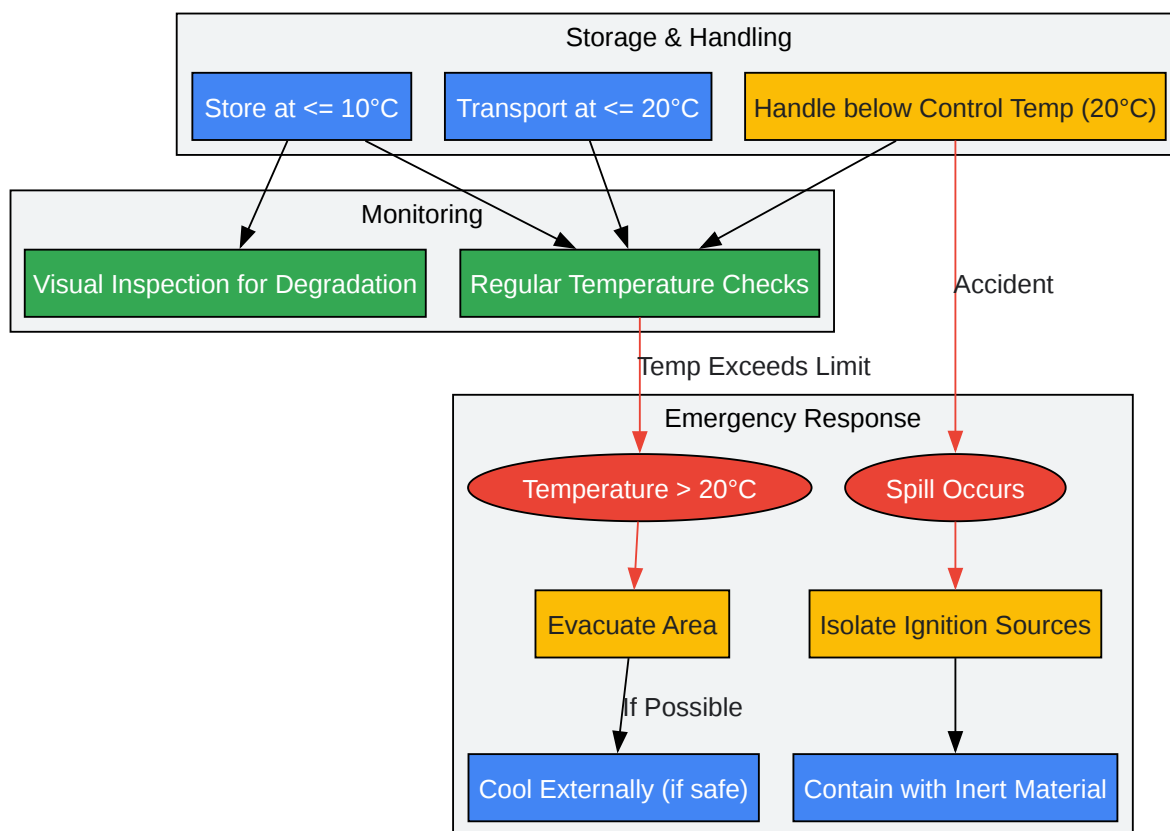 Storage & Handling
Store at <= 10°C
Transport at <= 20°C
Handle below Control Temp (20°C)
Monitoring
Visual Inspection for Degradation
Regular Temperature Checks
Accident
Temp Exceeds Limit
Emergency Response
Temperature > 20°C
Spill Occurs
Evacuate Area
Isolate Ignition Sources
If Possible
Cool Externally (if safe)
Contain with Inert Material